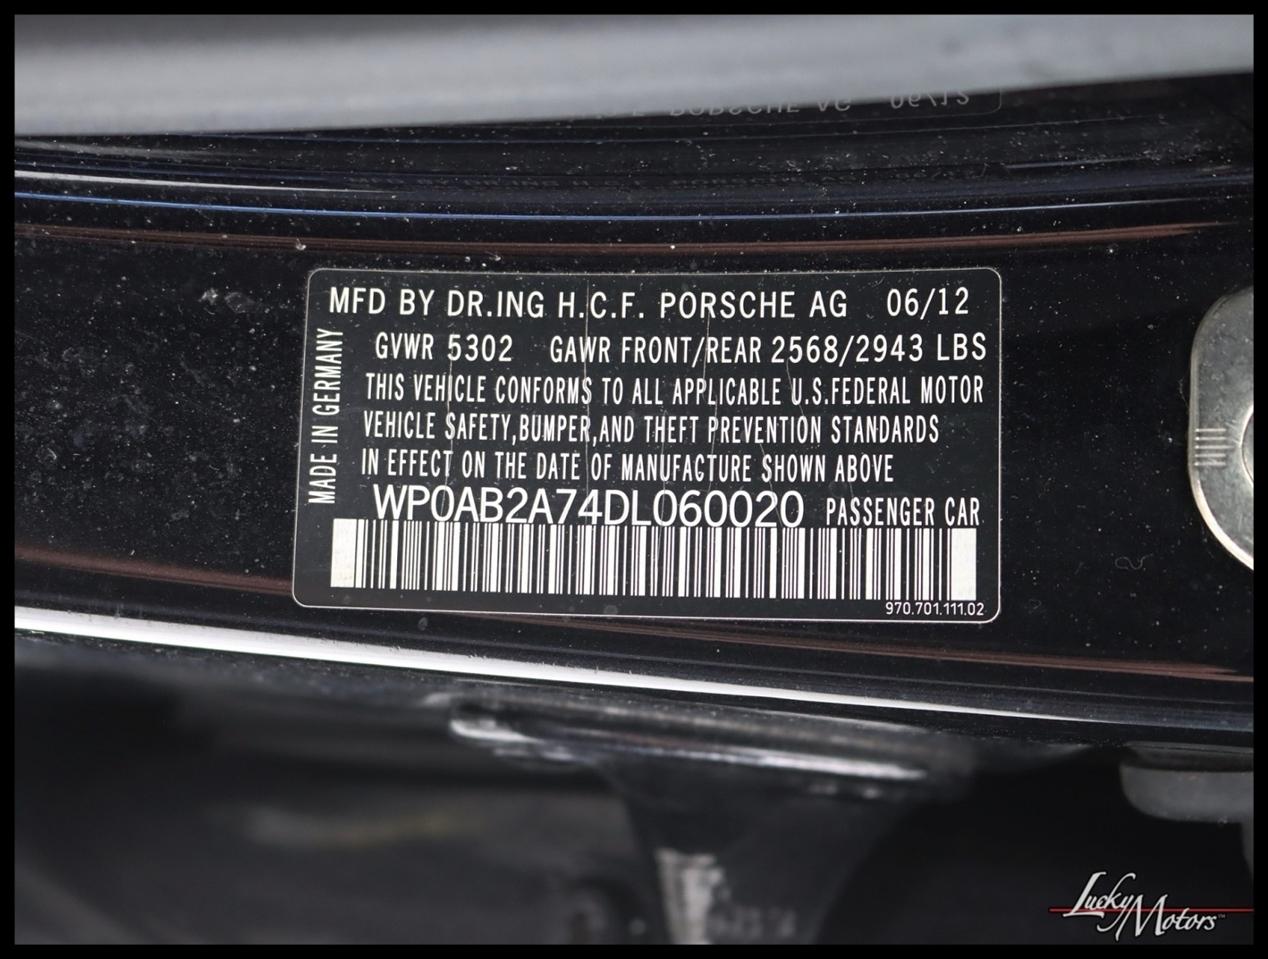 MFD BY DR.ING H.C.F. PORSCHE AG 06/12
GVWR 5302 GAWR FRONT/REAR 2568/2943 LBS
THIS VEHICLE CONFORMS TO ALL APPLICABLE U.S.FEDERAL MOTOR
VEHICLE SAFETY,BUMPER,AND THEFT PREVENTION STANDARDS
IN EFFECT ON THE DATE OF MANUFACTURE SHOWN ABOVE
WP0AB2A74DL060020 PASSENGER CAR
970.701.111.02
MADE IN GERMANY
Lucky Motors™